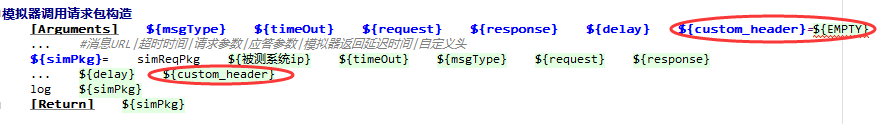 模拟器调用请求包构造
[Arguments] ${msgType} ${timeOut} ${request} ${response} ${delay} ${custom_header}=${EMPTY}
... #消息URL|超时时间|请求参数|应答参数|模拟器返回延迟时间|自定义头
${simPkg}= simReqPkg ${被测系统ip} ${timeOut} ${msgType} ${request} ${response}
... ${delay} ${custom_header}
log ${simPkg}
[Return] ${simPkg}